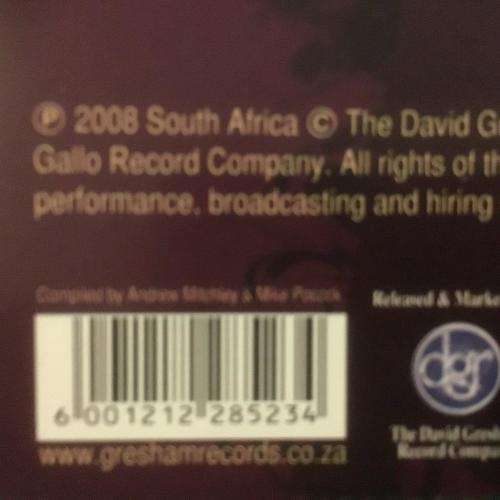 ℗ 2008 South Africa © The David G
Gallo Record Company. All rights of th
performance, broadcasting and hiring
Compiled by Andrew Mitchley & Mike Pocock
Released & Marke
6 001212 285234
dgr
www.greshamrecords.co.za
The David Gresh
Record Compa